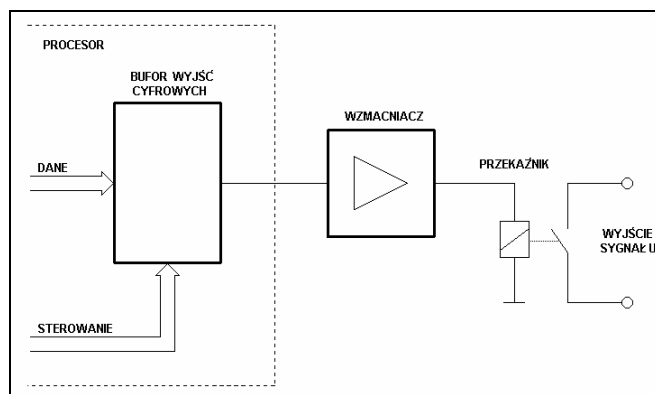 PROCESOR
BUFOR WYJŚĆ
CYFROWYCH
WZMACNIACZ
DANE
PRZEKAŹNIK
WYJŚCIE
SYGNAŁ U
STEROWANIE